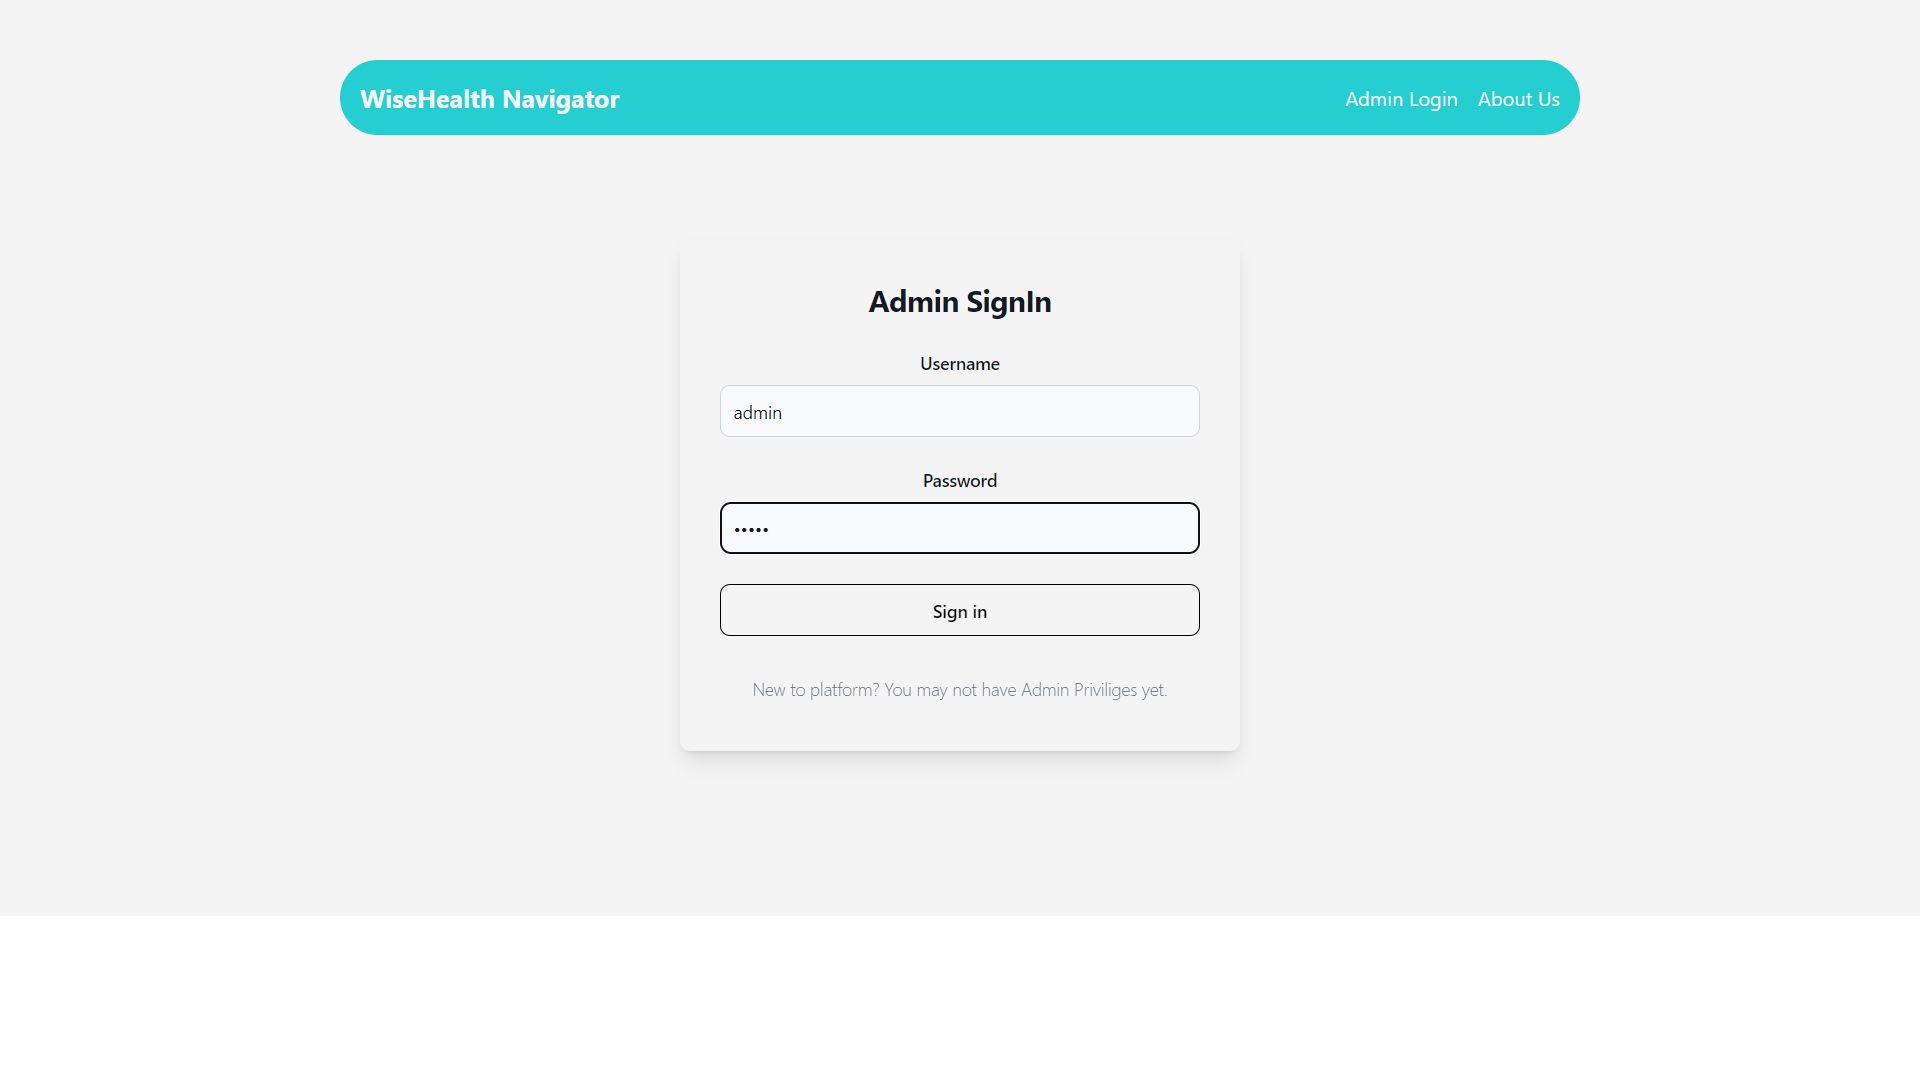 WiseHealth Navigator
Admin Login
About Us
Admin SignIn
Username
admin
Password
•••••
Sign in
New to platform? You may not have Admin Priviliges yet.